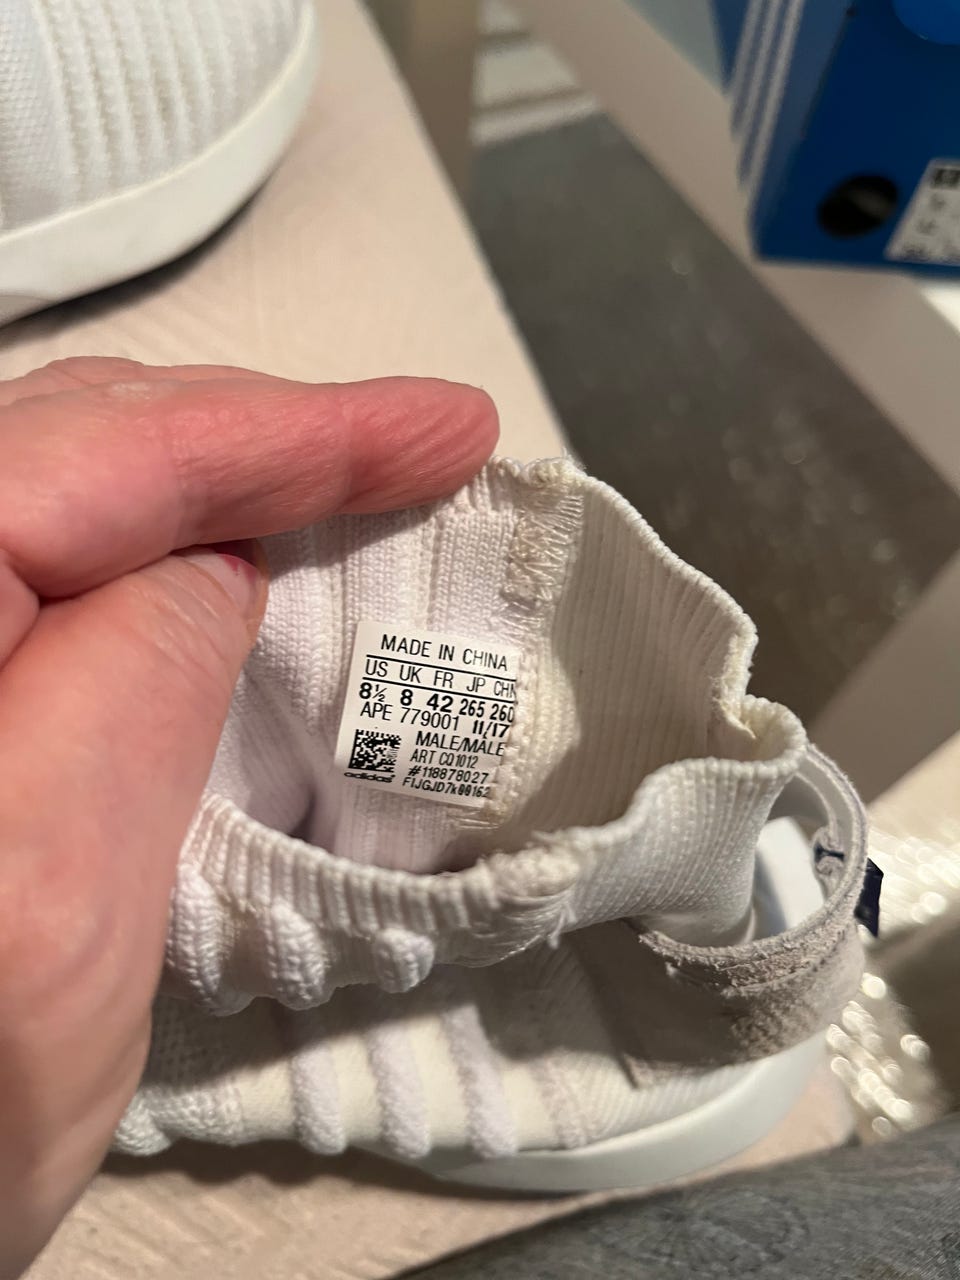 MADE IN CHINA
US UK FR JP CHN
8½ 8 42 265 260
APE 779001 11/17
MALE/MALE
ART CQ1012
#118878027
adidas